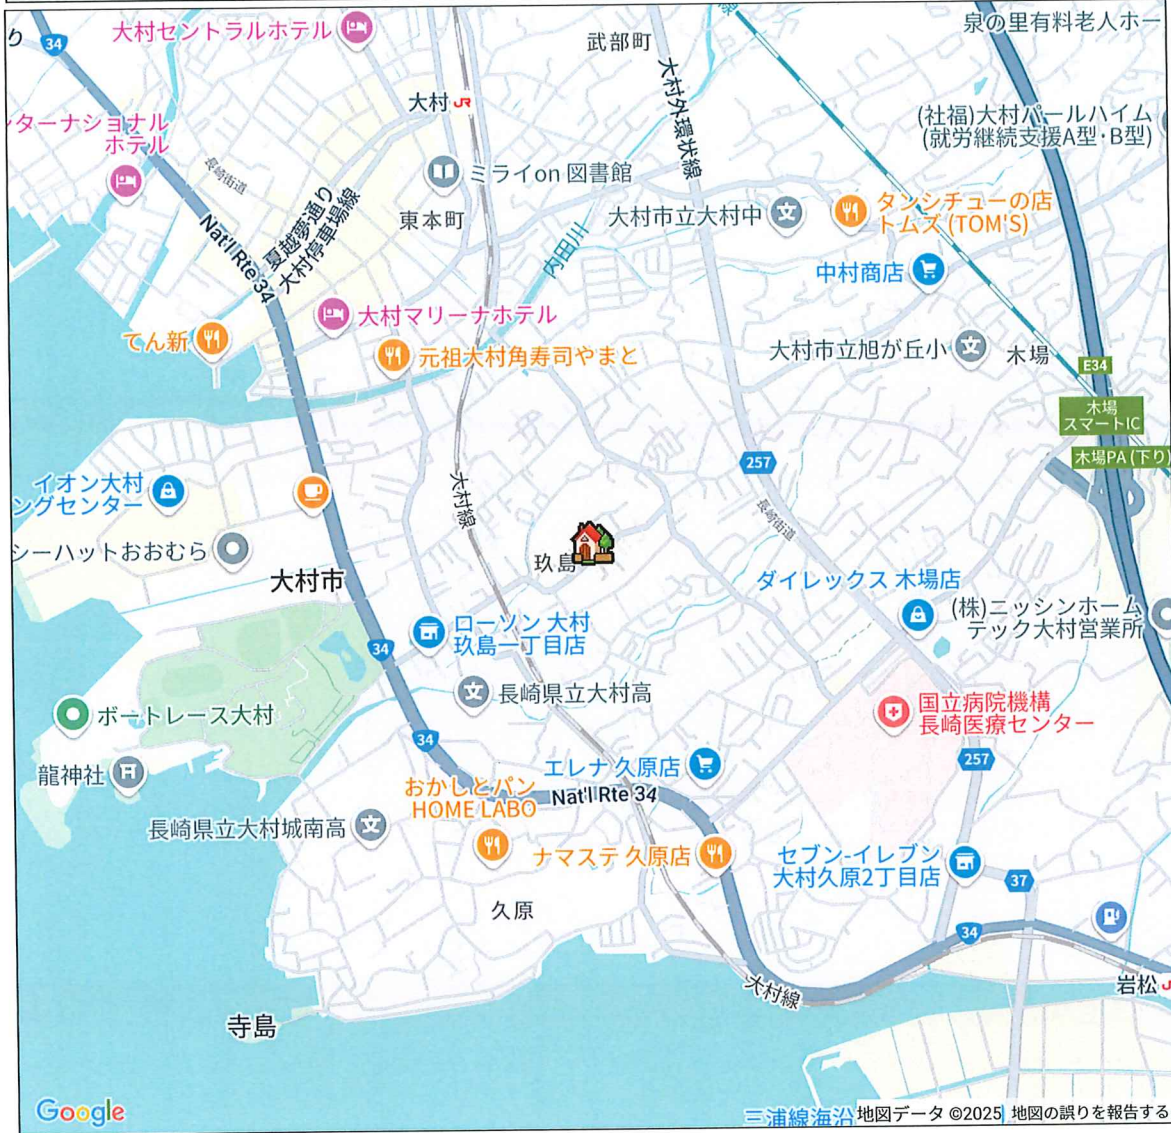 34
大村セントラルホテル
武部町
泉の里有料老人ホー
大村
JR
大村外環状線
ターナショナル
ホテル
長崎街道
ミライon 図書館
(社福)大村パールハイム
(就労継続支援A型・B型)
夏越夢通り
大村停車場線
Nat'l Rte 34
東本町
内田川
大村市立大村中
タンシチューの店
トムズ (TOM'S)
中村商店
てん新
大村マリーナホテル
元祖大村角寿司やまと
大村市立旭が丘小
木場
E34
木場
スマートIC
木場PA (下り)
257
イオン大村
ングセンター
大村線
長崎街道
シーハットおおむら
大村市
玖島
ダイレックス 木場店
(株)ニッシンホーム
テック大村営業所
ローソン 大村
玖島一丁目店
34
長崎県立大村高
国立病院機構
長崎医療センター
ボートレース大村
34
龍神社
エレナ 久原店
257
おかしとパン
HOME LABO
Nat'l Rte 34
長崎県立大村城南高
ナマステ 久原店
セブン-イレブン
大村久原2丁目店
37
久原
34
大村線
岩松
寺島
Google
三浦線海沿
地図データ ©2025
地図の誤りを報告する